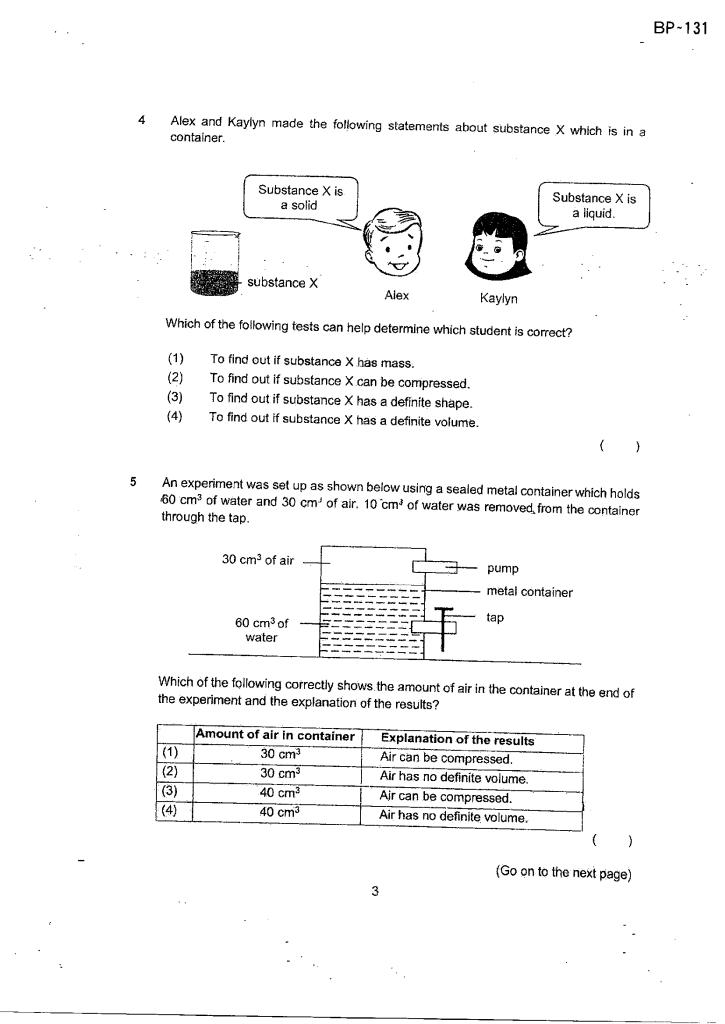 BP-131
4 Alex and Kaylyn made the following statements about substance X which is in a
container.
Substance X is
a solid
Substance X is
a liquid.
substance X
Alex
Kaylyn
Which of the following tests can help determine which student is correct?
(1) To find out if substance X has mass.
(2) To find out if substance X can be compressed.
(3) To find out if substance X has a definite shape.
(4) To find out if substance X has a definite volume.
( )
5 An experiment was set up as shown below using a sealed metal container which holds
60 cm³ of water and 30 cm³ of air. 10 cm³ of water was removed from the container
through the tap.
30 cm³ of air
pump
metal container
tap
60 cm³ of
water
Which of the following correctly shows the amount of air in the container at the end of
the experiment and the explanation of the results?
Amount of air in container Explanation of the results
(1) 30 cm³ Air can be compressed.
(2) 30 cm³ Air has no definite volume.
(3) 40 cm³ Air can be compressed.
(4) 40 cm³ Air has no definite volume.
( )
(Go on to the next page)
3